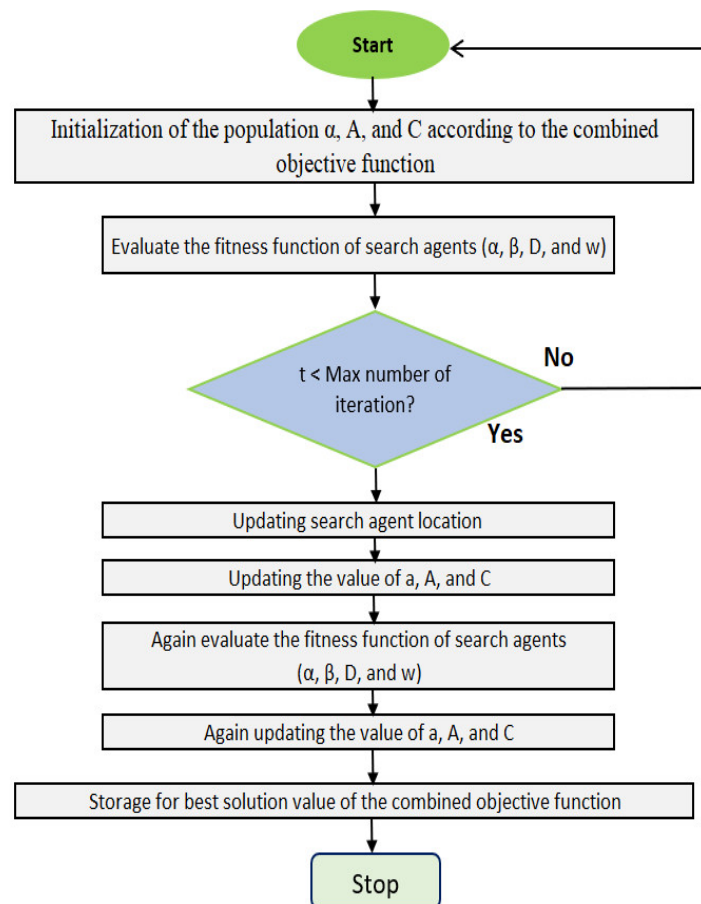 Start
Initialization of the population α, A, and C according to the combined
objective function
Evaluate the fitness function of search agents (α, β, D, and w)
t < Max number of
iteration?
No
Yes
Updating search agent location
Updating the value of a, A, and C
Again evaluate the fitness function of search agents
(α, β, D, and w)
Again updating the value of a, A, and C
Storage for best solution value of the combined objective function
Stop